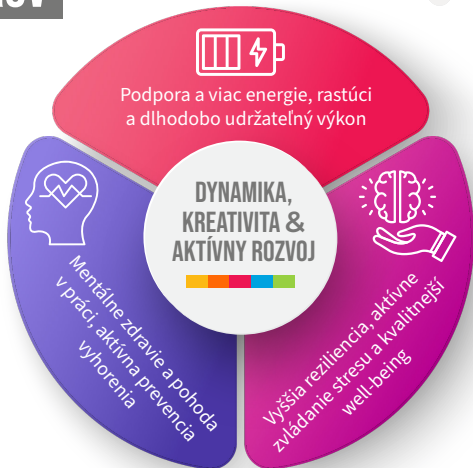 Podpora a viac energie, rastúci
a dlhodobo udržateľný výkon
DYNAMIKA,
KREATIVITA &
AKTÍVNY ROZVOJ
Mentálne zdravie a pohoda
v práci, aktívna prevencia
vyhorenia
Vyššia reziliencia, aktívne
zvládanie stresu a kvalitnejší
well-being